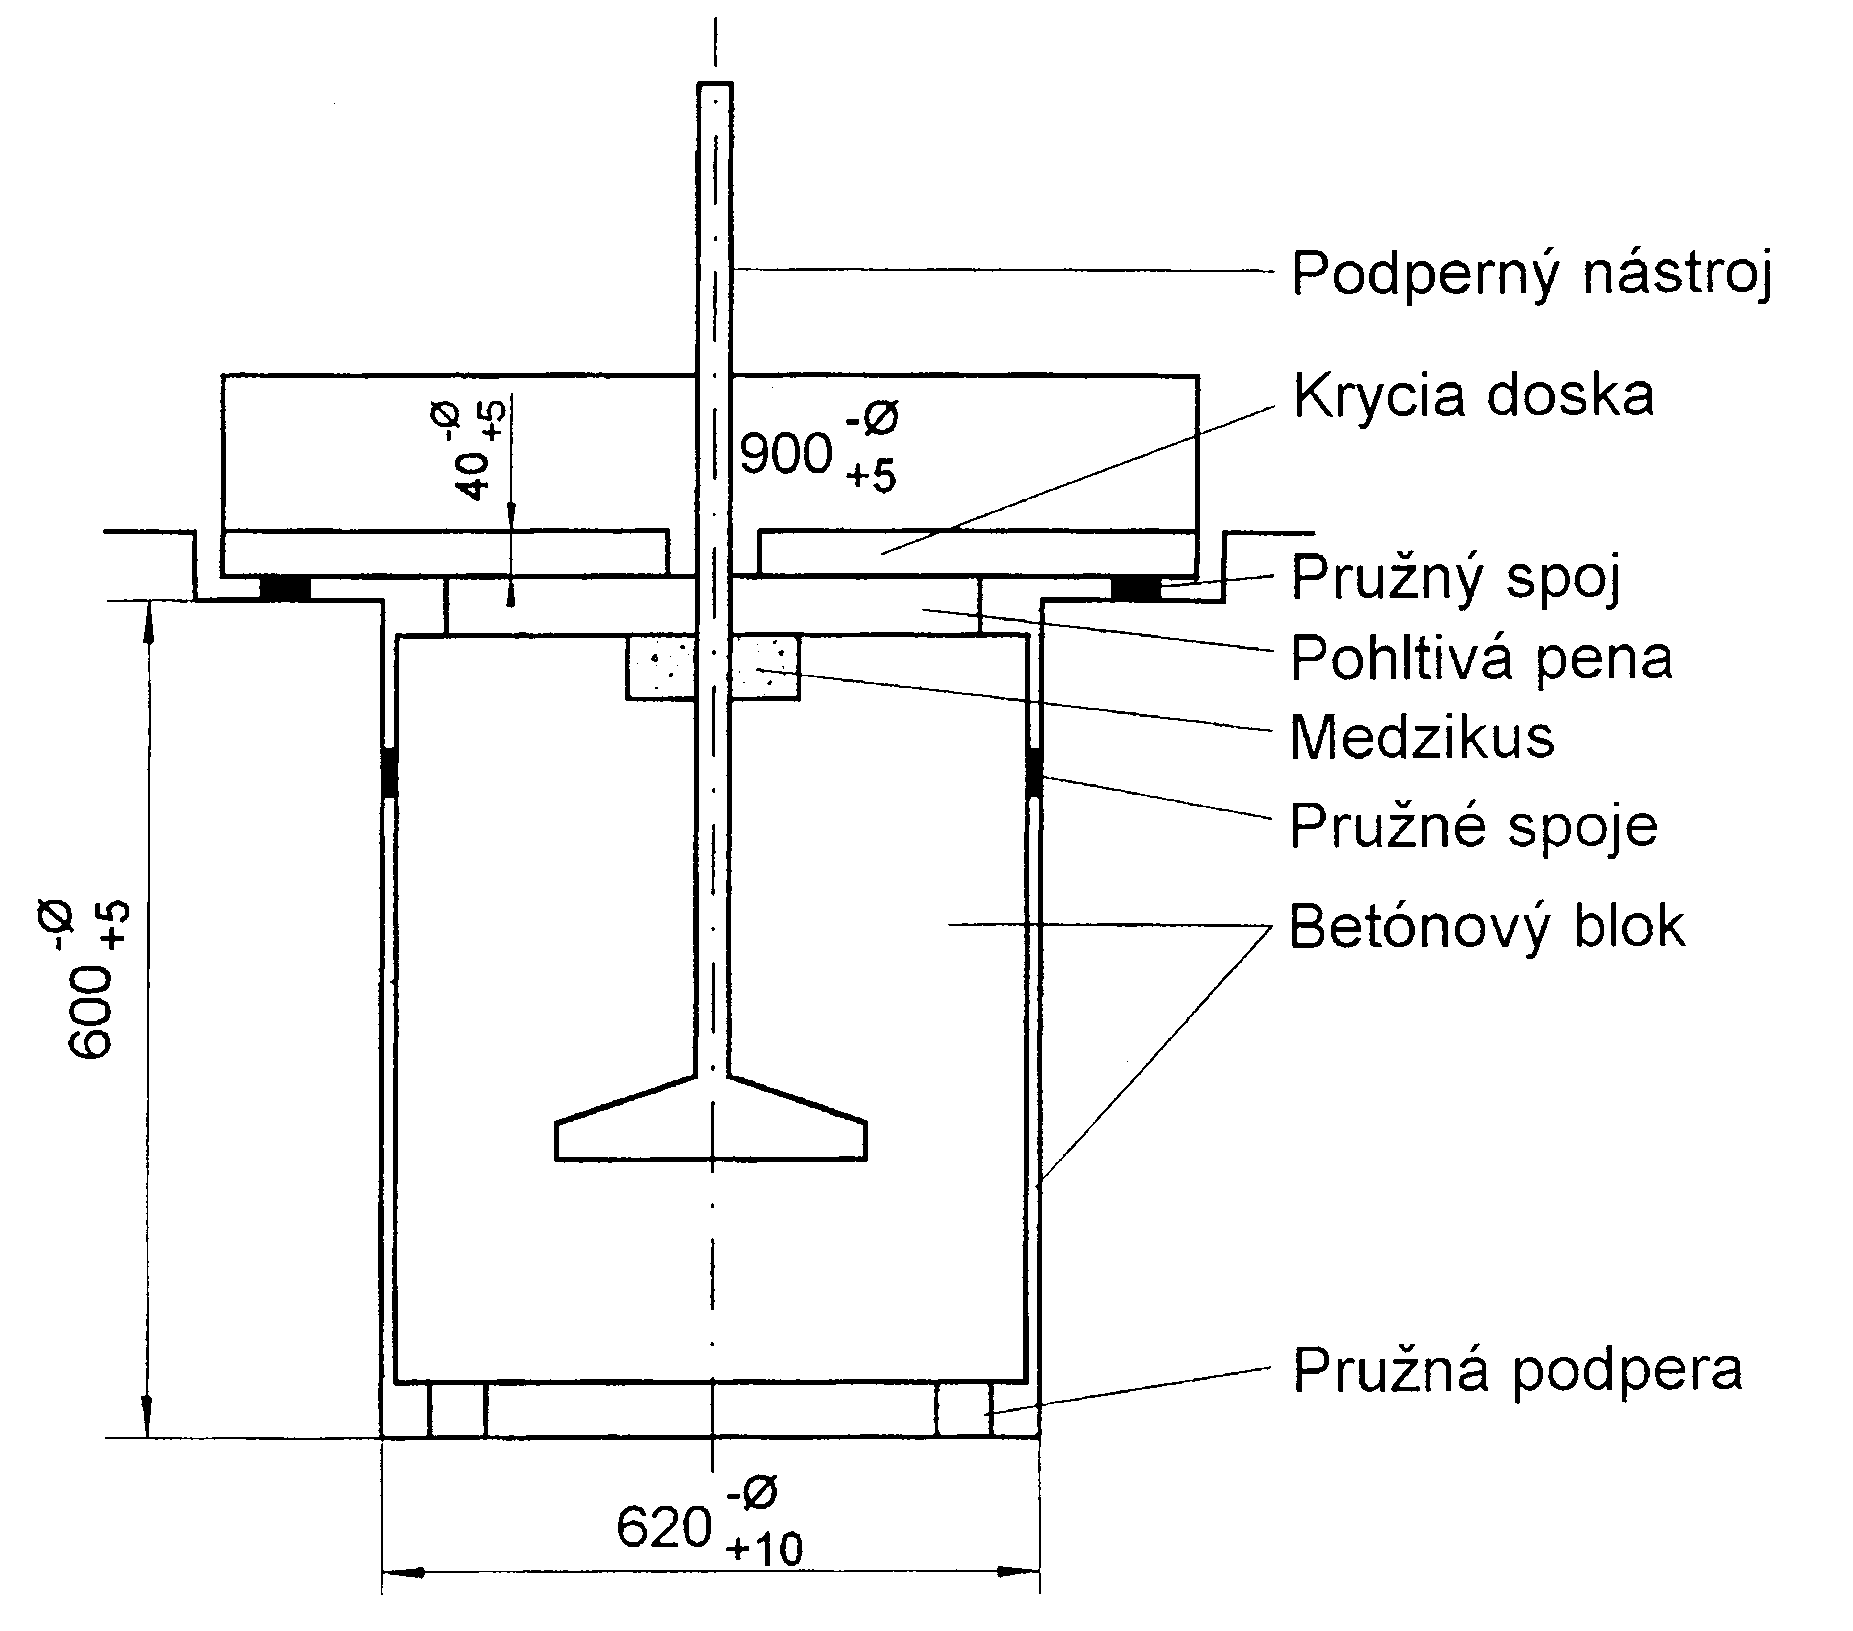 Podperný nástroj
Krycia doska
40 -Ø +5
900 -Ø +5
Pružný spoj
Pohltivá pena
Medzikus
Pružné spoje
600 -Ø +5
Betónový blok
Pružná podpera
620 -Ø +10